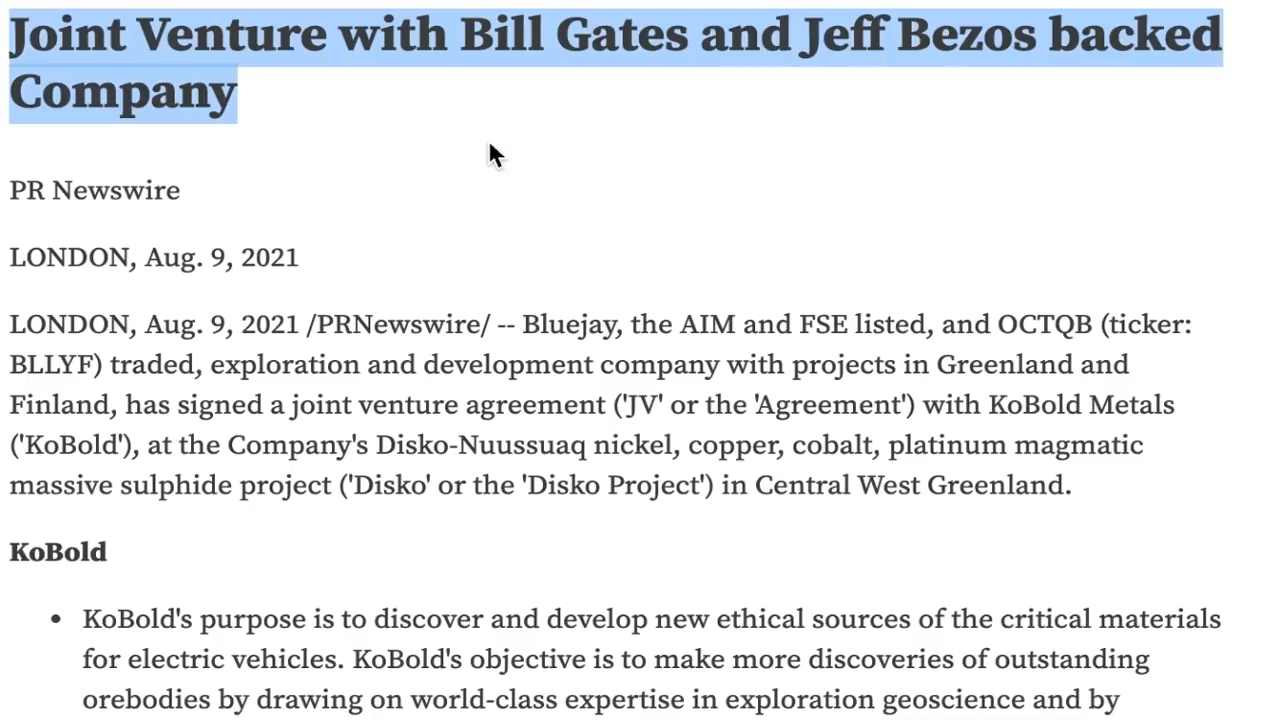 Joint Venture with Bill Gates and Jeff Bezos backed
Company
PR Newswire
LONDON, Aug. 9, 2021
LONDON, Aug. 9, 2021 /PRNewswire/ -- Bluejay, the AIM and FSE listed, and OCTQB (ticker:
BLLYF) traded, exploration and development company with projects in Greenland and
Finland, has signed a joint venture agreement ('JV' or the 'Agreement') with KoBold Metals
('KoBold'), at the Company's Disko-Nuussuaq nickel, copper, cobalt, platinum magmatic
massive sulphide project ('Disko' or the 'Disko Project') in Central West Greenland.
KoBold
• KoBold's purpose is to discover and develop new ethical sources of the critical materials
for electric vehicles. KoBold's objective is to make more discoveries of outstanding
orebodies by drawing on world-class expertise in exploration geoscience and by